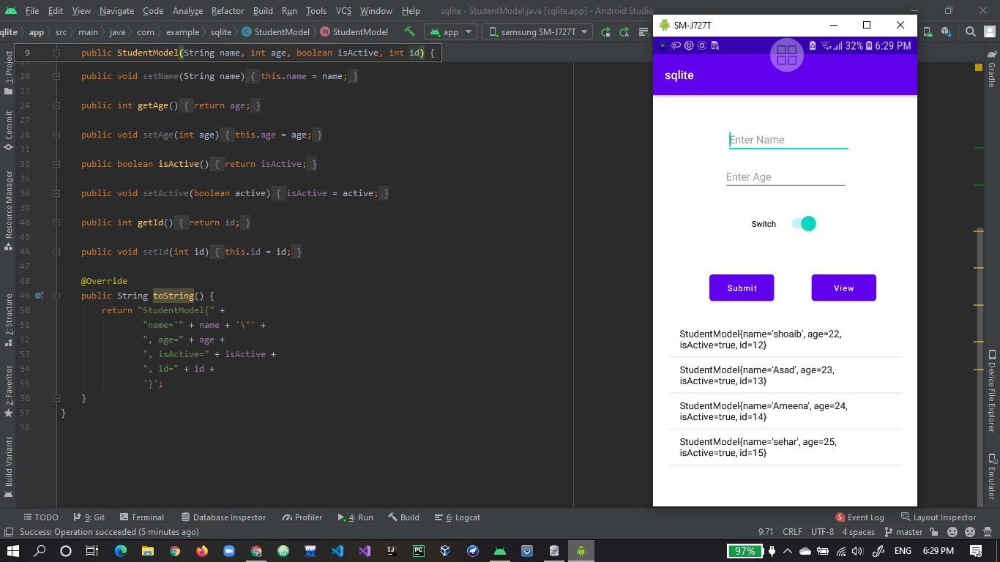 File Edit View Navigate Code Analyze Refactor Build Run Tools VCS Window Help sqlite - StudentModel.java [sqlite.app] - Android Studio
qlite app src main java com example sqlite StudentModel StudentModel app samsung SM-J727T
9 public StudentModel(String name, int age, boolean isActive, int id) {
20 public void setName(String name) { this.name = name; }
23
24 public int getAge() { return age; }
27
28 public void setAge(int age) { this.age = age; }
31
32 public boolean isActive() { return isActive; }
35
36 public void setActive(boolean active) { isActive = active; }
39
40 public int getId() { return id; }
43
44 public void setId(int id) { this.id = id; }
47
48 @Override
49 public String toString() {
50 return "StudentModel{" +
51 "name='" + name + '\'' +
52 ", age=" + age +
53 ", isActive=" + isActive +
54 ", id=" + id +
55 '}';
56 }
57 }
58
1: Project
Commit
Resource Manager
7: Structure
2: Favorites
Build Variants
SM-J727T
32% 6:29 PM
sqlite
Enter Name
Enter Age
Switch
Submit View
StudentModel{name='shoaib', age=22,
isActive=true, id=12}
StudentModel{name='Asad', age=23,
isActive=true, id=13}
StudentModel{name='Ameena', age=24,
isActive=true, id=14}
StudentModel{name='sehar', age=25,
isActive=true, id=15}
Gradle
Device File Explorer
Emulator
TODO 9: Git Terminal Database Inspector Profiler 4: Run Build 6: Logcat 5 Event Log Layout Inspector
Success: Operation succeeded (5 minutes ago) 9:71 CRLF UTF-8 4 spaces master
97% ENG 6:29 PM